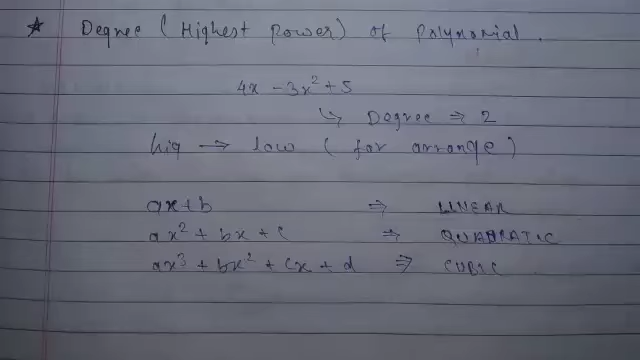 * Degree (Highest power) of Polynomial.
4x - 3x² + 5
↳ Degree ⇒ 2
hig → low (for arrange)
ax+b ⇒ LINEAR
ax² + bx + c ⇒ QUADRATIC
ax³ + bx² + cx + d ⇒ CUBIC